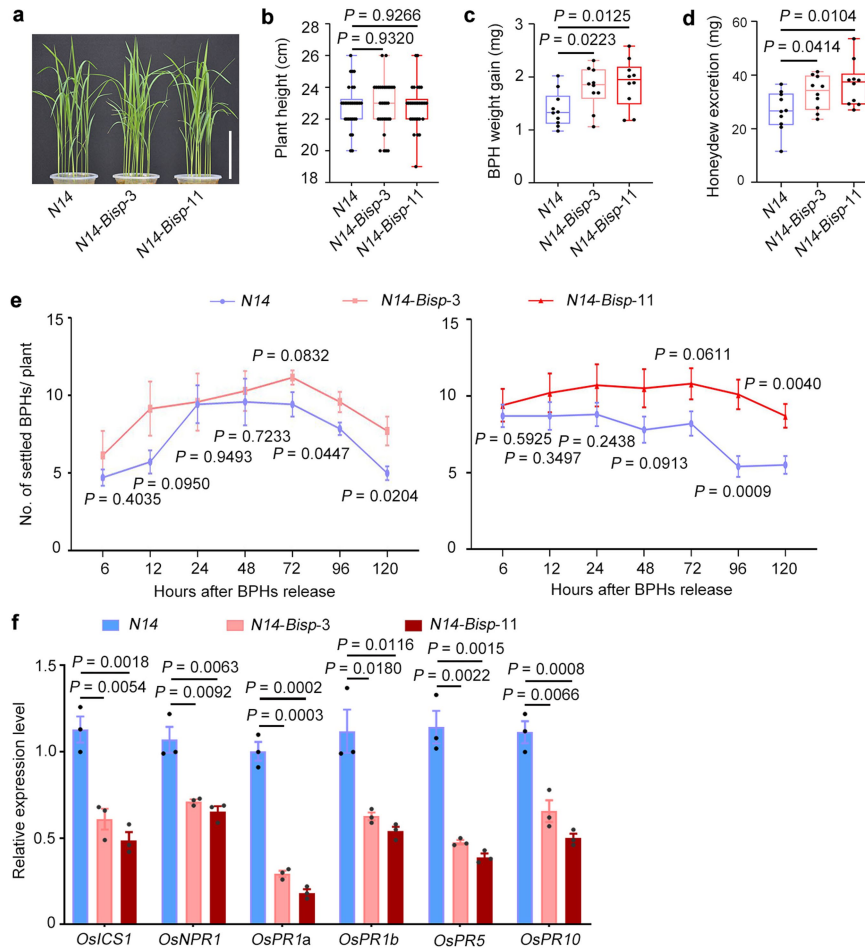 a
N14
N14-Bisp-3
N14-Bisp-11
b
P = 0.9266
P = 0.9320
Plant height (cm)
28
26
24
22
20
18
N14
N14-Bisp-3
N14-Bisp-11
c
P = 0.0125
P = 0.0223
BPH weight gain (mg)
3
2
1
0
N14
N14-Bisp-3
N14-Bisp-11
d
P = 0.0104
P = 0.0414
Honeydew excretion (mg)
60
40
20
0
N14
N14-Bisp-3
N14-Bisp-11
e
N14
N14-Bisp-3
N14-Bisp-11
No. of settled BPHs/ plant
15
10
5
0
P = 0.0832
P = 0.7233
P = 0.9493
P = 0.0447
P = 0.0950
P = 0.4035
P = 0.0204
6 12 24 48 72 96 120
Hours after BPHs release
15
10
5
0
P = 0.0611
P = 0.0040
P = 0.5925
P = 0.2438
P = 0.3497
P = 0.0913
P = 0.0009
6 12 24 48 72 96 120
Hours after BPHs release
f
N14
N14-Bisp-3
N14-Bisp-11
Relative expression level
1.5
1.0
0.5
0
P = 0.0018
P = 0.0054
P = 0.0063
P = 0.0092
P = 0.0002
P = 0.0003
P = 0.0116
P = 0.0180
P = 0.0015
P = 0.0022
P = 0.0008
P = 0.0066
OsICS1 OsNPR1 OsPR1a OsPR1b OsPR5 OsPR10